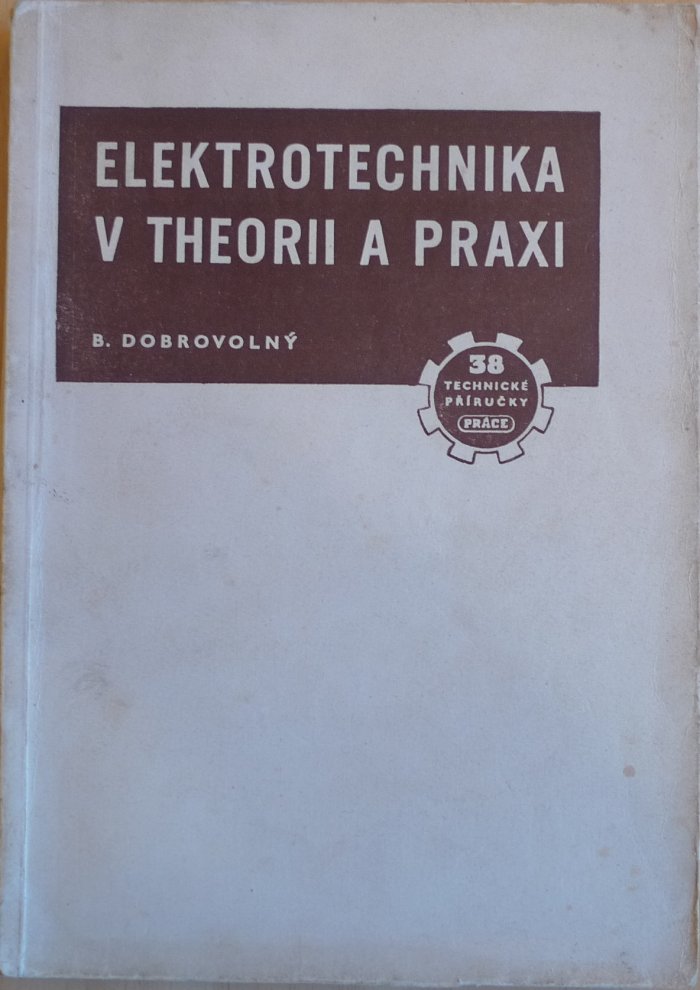 ELEKTROTECHNIKA
V THEORII A PRAXI
B. DOBROVOLNÝ
38
TECHNICKÉ
PŘÍRUČKY
PRÁCE